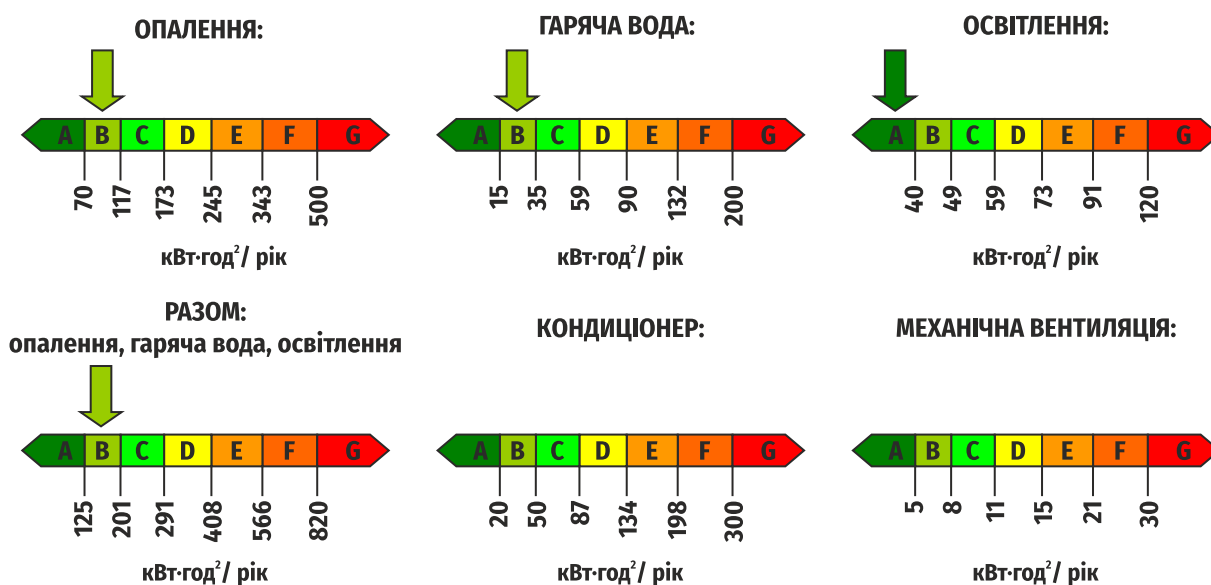 ОПАЛЕННЯ:
ГАРЯЧА ВОДА:
ОСВІТЛЕННЯ:
A B C D E F G
A B C D E F G
A B C D E F G
70 117 173 245 343 500
15 35 59 90 132 200
40 49 59 73 91 120
кВт·год²/ рік
кВт·год²/ рік
кВт·год²/ рік
РАЗОМ:
опалення, гаряча вода, освітлення
КОНДИЦІОНЕР:
МЕХАНІЧНА ВЕНТИЛЯЦІЯ:
A B C D E F G
A B C D E F G
A B C D E F G
125 201 291 408 566 820
20 50 87 134 198 300
5 8 11 15 21 30
кВт·год²/ рік
кВт·год²/ рік
кВт·год²/ рік